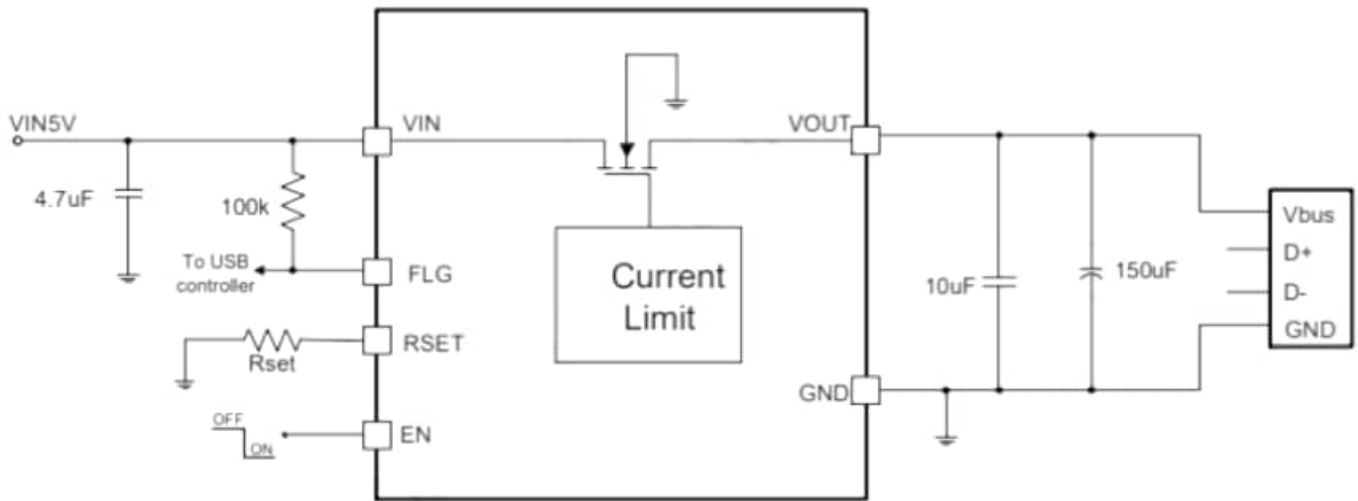 VIN5V
4.7uF
100k
To USB
controller
VIN
FLG
RSET
Rset
EN
OFF
ON
Current
Limit
VOUT
GND
10uF
150uF
Vbus
D+
D-
GND